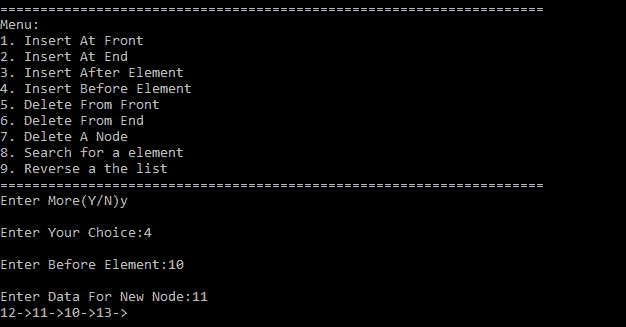 ====================================================================
Menu:
1. Insert At Front
2. Insert At End
3. Insert After Element
4. Insert Before Element
5. Delete From Front
6. Delete From End
7. Delete A Node
8. Search for a element
9. Reverse a the list
====================================================================
Enter More(Y/N)y
Enter Your Choice:4
Enter Before Element:10
Enter Data For New Node:11
12->11->10->13->